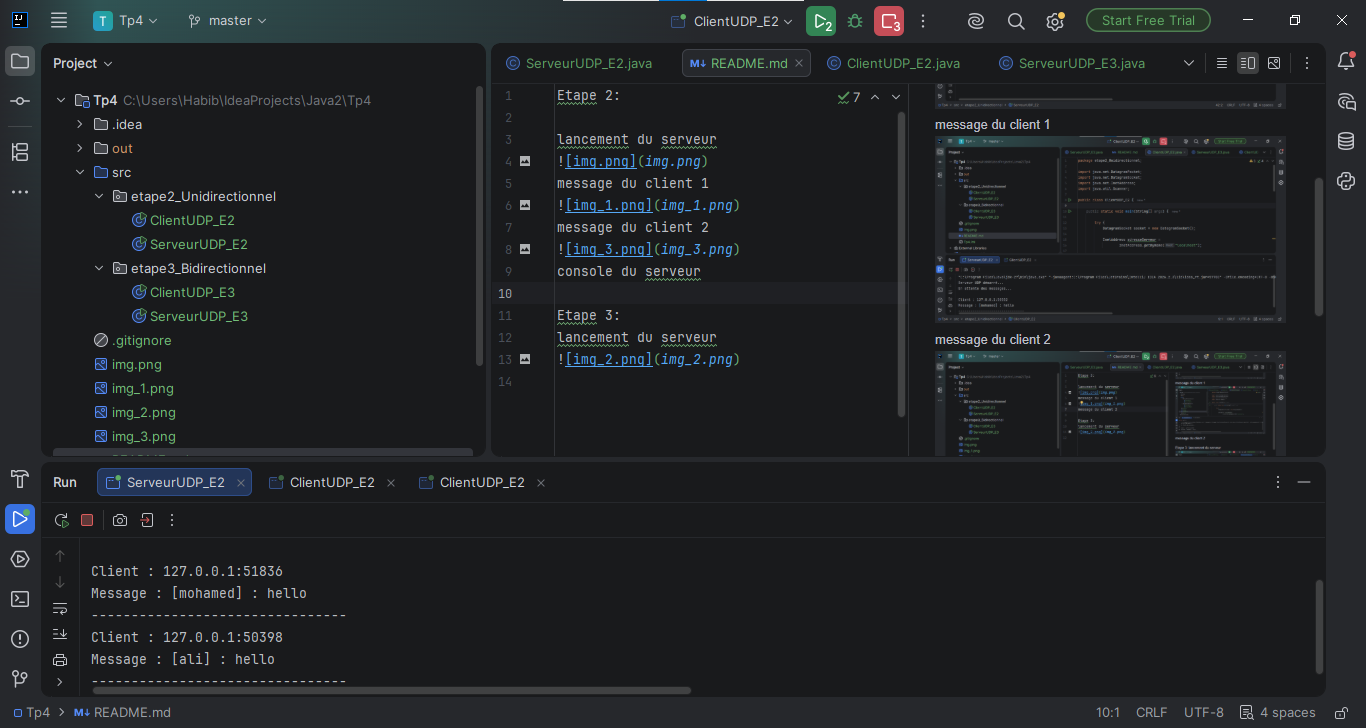 Tp4
master
ClientUDP_E2
2
3
Start Free Trial
Project
ServeurUDP_E2.java
README.md
ClientUDP_E2.java
ServeurUDP_E3.java
Tp4 C:\Users\Habib\IdeaProjects\Java2\Tp4
.idea
out
src
etape2_Unidirectionnel
ClientUDP_E2
ServeurUDP_E2
etape3_Bidirectionnel
ClientUDP_E3
ServeurUDP_E3
.gitignore
img.png
img_1.png
img_2.png
img_3.png
7
1 Etape 2:
2
3 lancement du serveur
4 ![img.png](img.png)
5 message du client 1
6 ![img_1.png](img_1.png)
7 message du client 2
8 ![img_3.png](img_3.png)
9 console du serveur
10
11 Etape 3:
12 lancement du serveur
13 ![img_2.png](img_2.png)
14
message du client 1
message du client 2
Run
ServeurUDP_E2
ClientUDP_E2
ClientUDP_E2
Client : 127.0.0.1:51836
Message : [mohamed] : hello
--------------------------------
Client : 127.0.0.1:50398
Message : [ali] : hello
--------------------------------
Tp4 > README.md
10:1 CRLF UTF-8 4 spaces